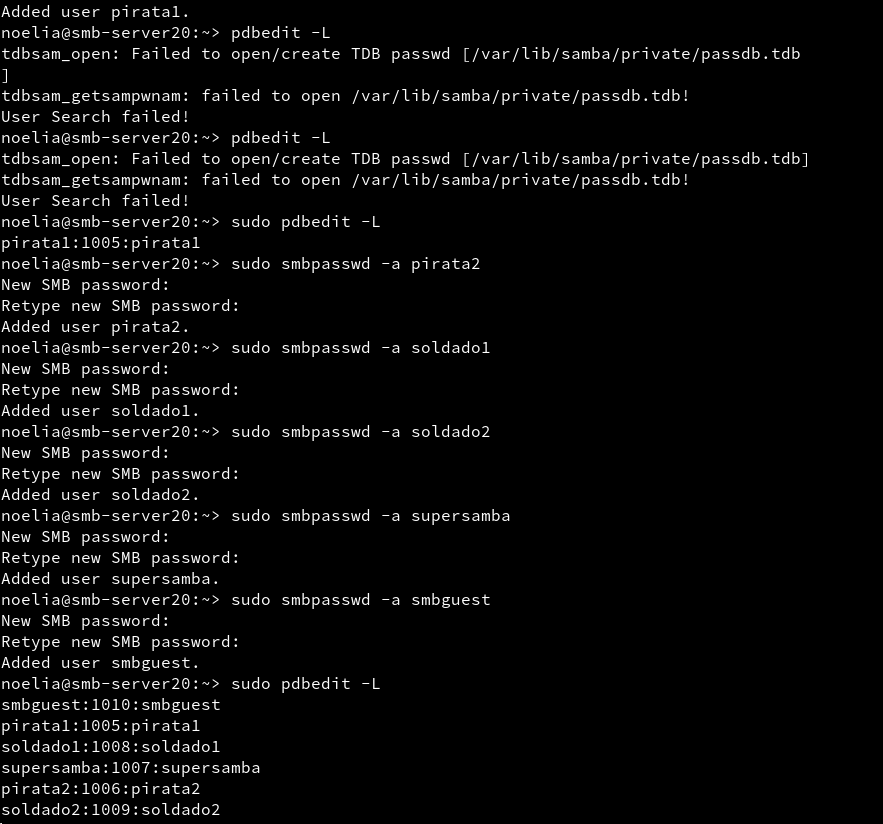 Added user pirata1.
noelia@smb-server20:~> pdbedit -L
tdbsam_open: Failed to open/create TDB passwd [/var/lib/samba/private/passdb.tdb
]
tdbsam_getsampwnam: failed to open /var/lib/samba/private/passdb.tdb!
User Search failed!
noelia@smb-server20:~> pdbedit -L
tdbsam_open: Failed to open/create TDB passwd [/var/lib/samba/private/passdb.tdb]
tdbsam_getsampwnam: failed to open /var/lib/samba/private/passdb.tdb!
User Search failed!
noelia@smb-server20:~> sudo pdbedit -L
pirata1:1005:pirata1
noelia@smb-server20:~> sudo smbpasswd -a pirata2
New SMB password:
Retype new SMB password:
Added user pirata2.
noelia@smb-server20:~> sudo smbpasswd -a soldado1
New SMB password:
Retype new SMB password:
Added user soldado1.
noelia@smb-server20:~> sudo smbpasswd -a soldado2
New SMB password:
Retype new SMB password:
Added user soldado2.
noelia@smb-server20:~> sudo smbpasswd -a supersamba
New SMB password:
Retype new SMB password:
Added user supersamba.
noelia@smb-server20:~> sudo smbpasswd -a smbguest
New SMB password:
Retype new SMB password:
Added user smbguest.
noelia@smb-server20:~> sudo pdbedit -L
smbguest:1010:smbguest
pirata1:1005:pirata1
soldado1:1008:soldado1
supersamba:1007:supersamba
pirata2:1006:pirata2
soldado2:1009:soldado2